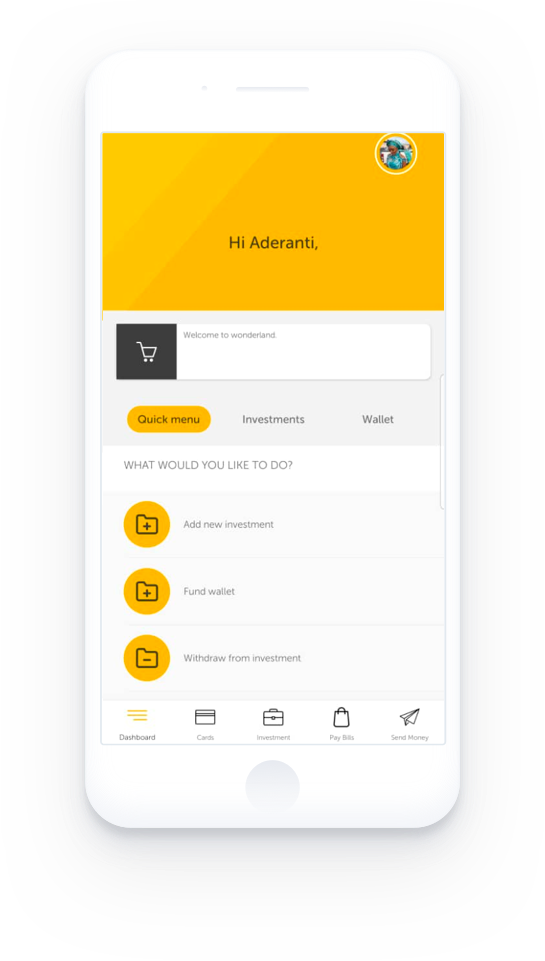 Hi Aderanti,
Welcome to wonderland.
Quick menu
Investments
Wallet
WHAT WOULD YOU LIKE TO DO?
Add new investment
Fund wallet
Withdraw from investment
Dashboard
Cards
Investment
Pay Bills
Send Money